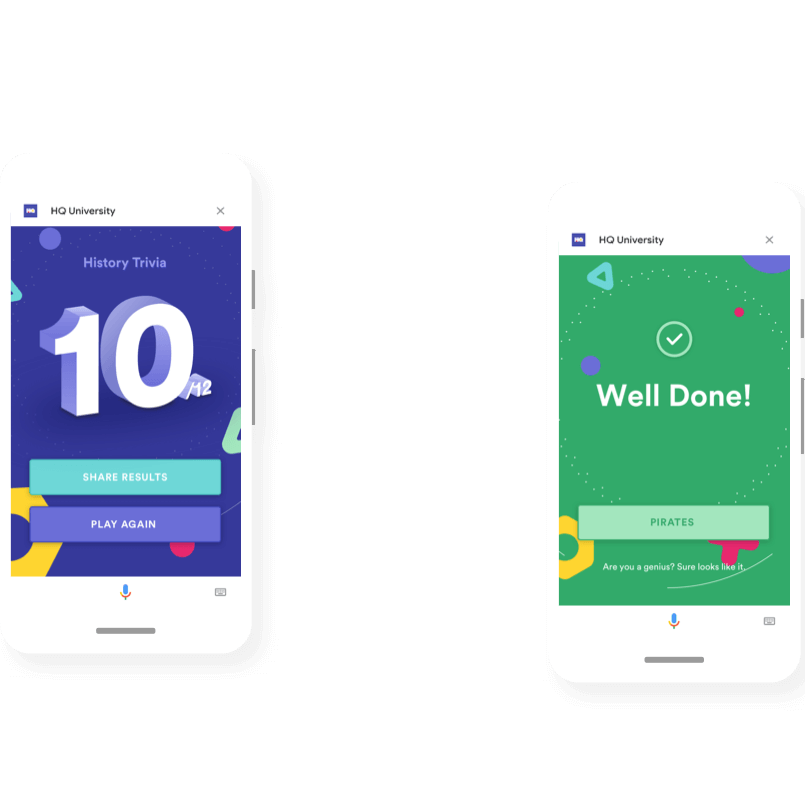 HQ
HQ University
History Trivia
10
/12
SHARE RESULTS
PLAY AGAIN
HQ
HQ University
Well Done!
PIRATES
Are you a genius? Sure looks like it.